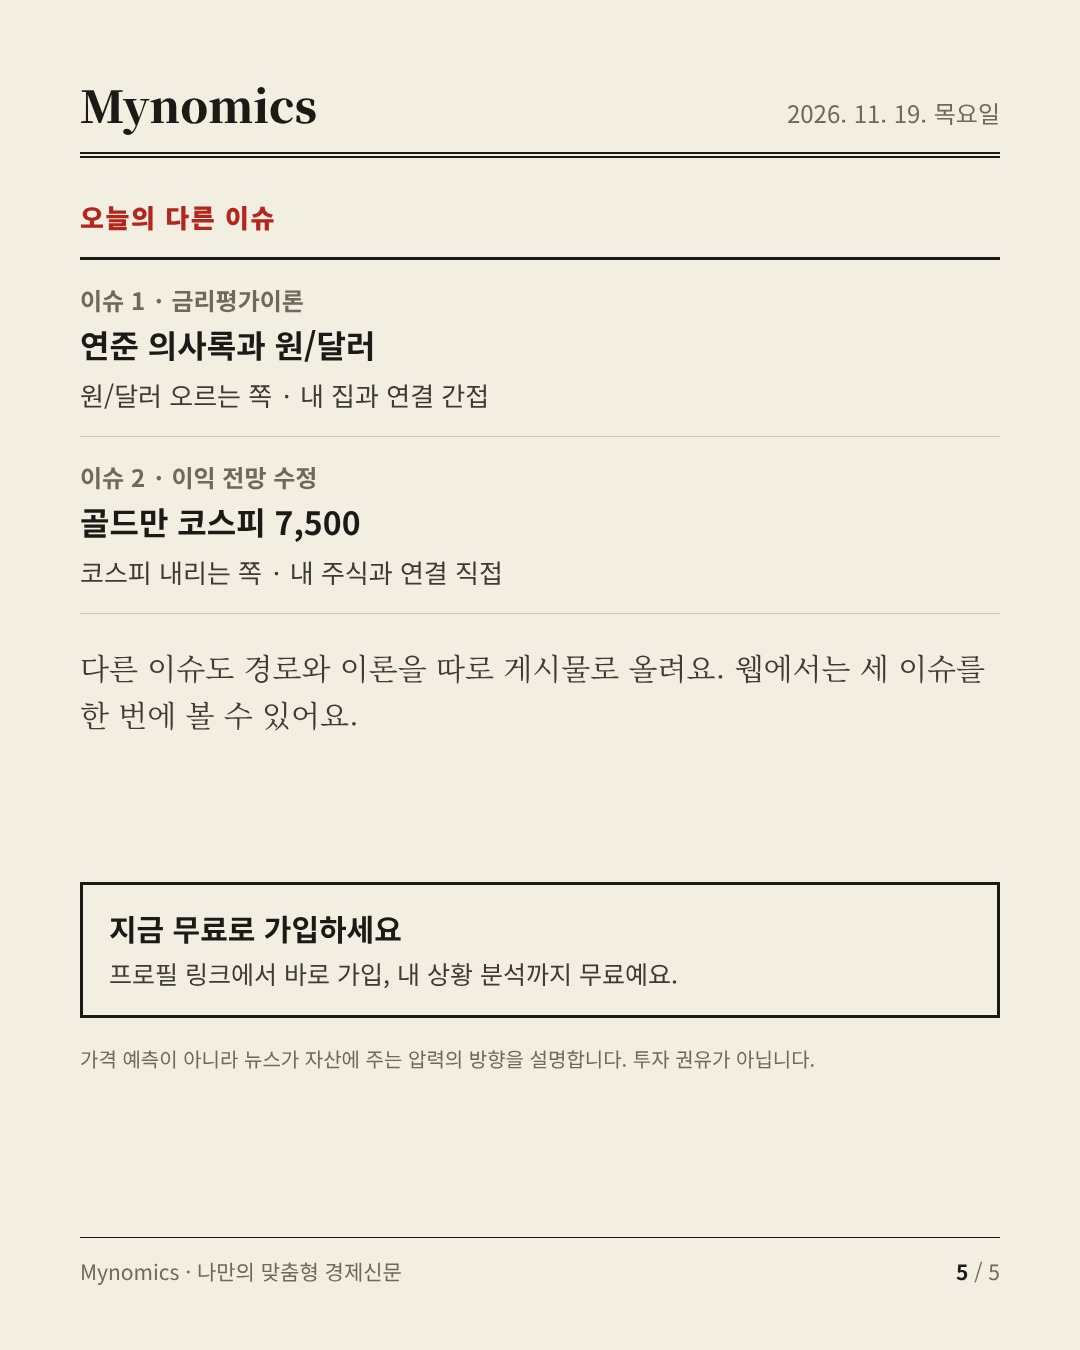 Mynomics
2026. 11. 19. 목요일
오늘의 다른 이슈
이슈 1 · 금리평가이론
연준 의사록과 원/달러
원/달러 오르는 쪽 · 내 집과 연결 간접
이슈 2 · 이익 전망 수정
골드만 코스피 7,500
코스피 내리는 쪽 · 내 주식과 연결 직접
다른 이슈도 경로와 이론을 따로 게시물로 올려요. 웹에서는 세 이슈를
한 번에 볼 수 있어요.
지금 무료로 가입하세요
프로필 링크에서 바로 가입, 내 상황 분석까지 무료예요.
가격 예측이 아니라 뉴스가 자산에 주는 압력의 방향을 설명합니다. 투자 권유가 아닙니다.
Mynomics · 나만의 맞춤형 경제신문
5 / 5